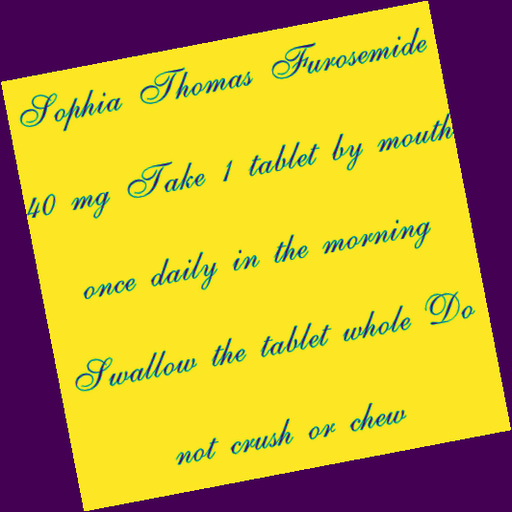 Sophia Thomas Furosemide
40 mg Take 1 tablet by mouth
once daily in the morning
Swallow the tablet whole Do
not crush or chew